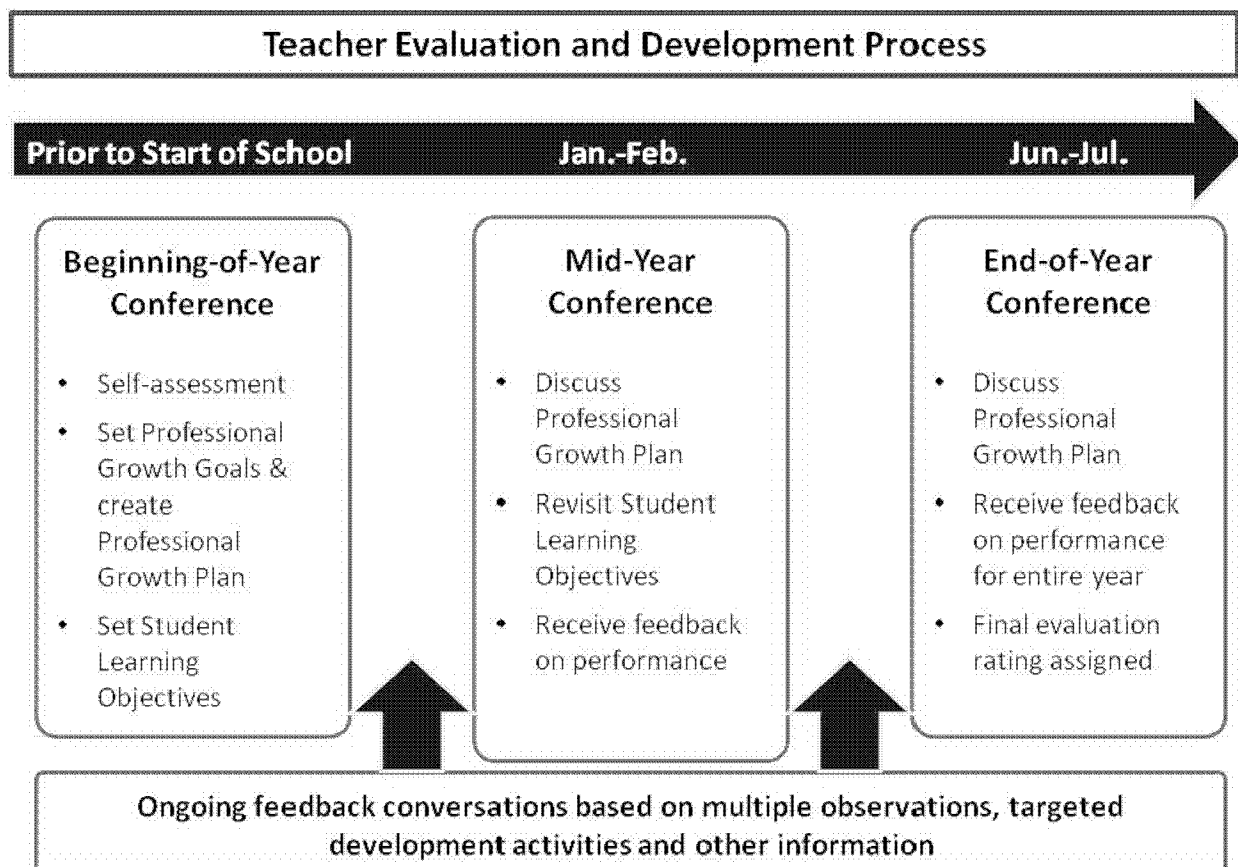 Teacher Evaluation and Development Process
Prior to Start of School
Jan.-Feb.
Jun.-Jul.
Beginning-of-Year
Conference
• Self-assessment
• Set Professional
Growth Goals &
create
Professional
Growth Plan
• Set Student
Learning
Objectives
Mid-Year
Conference
• Discuss
Professional
Growth Plan
• Revisit Student
Learning
Objectives
• Receive feedback
on performance
End-of-Year
Conference
• Discuss
Professional
Growth Plan
• Receive feedback
on performance
for entire year
• Final evaluation
rating assigned
Ongoing feedback conversations based on multiple observations, targeted
development activities and other information